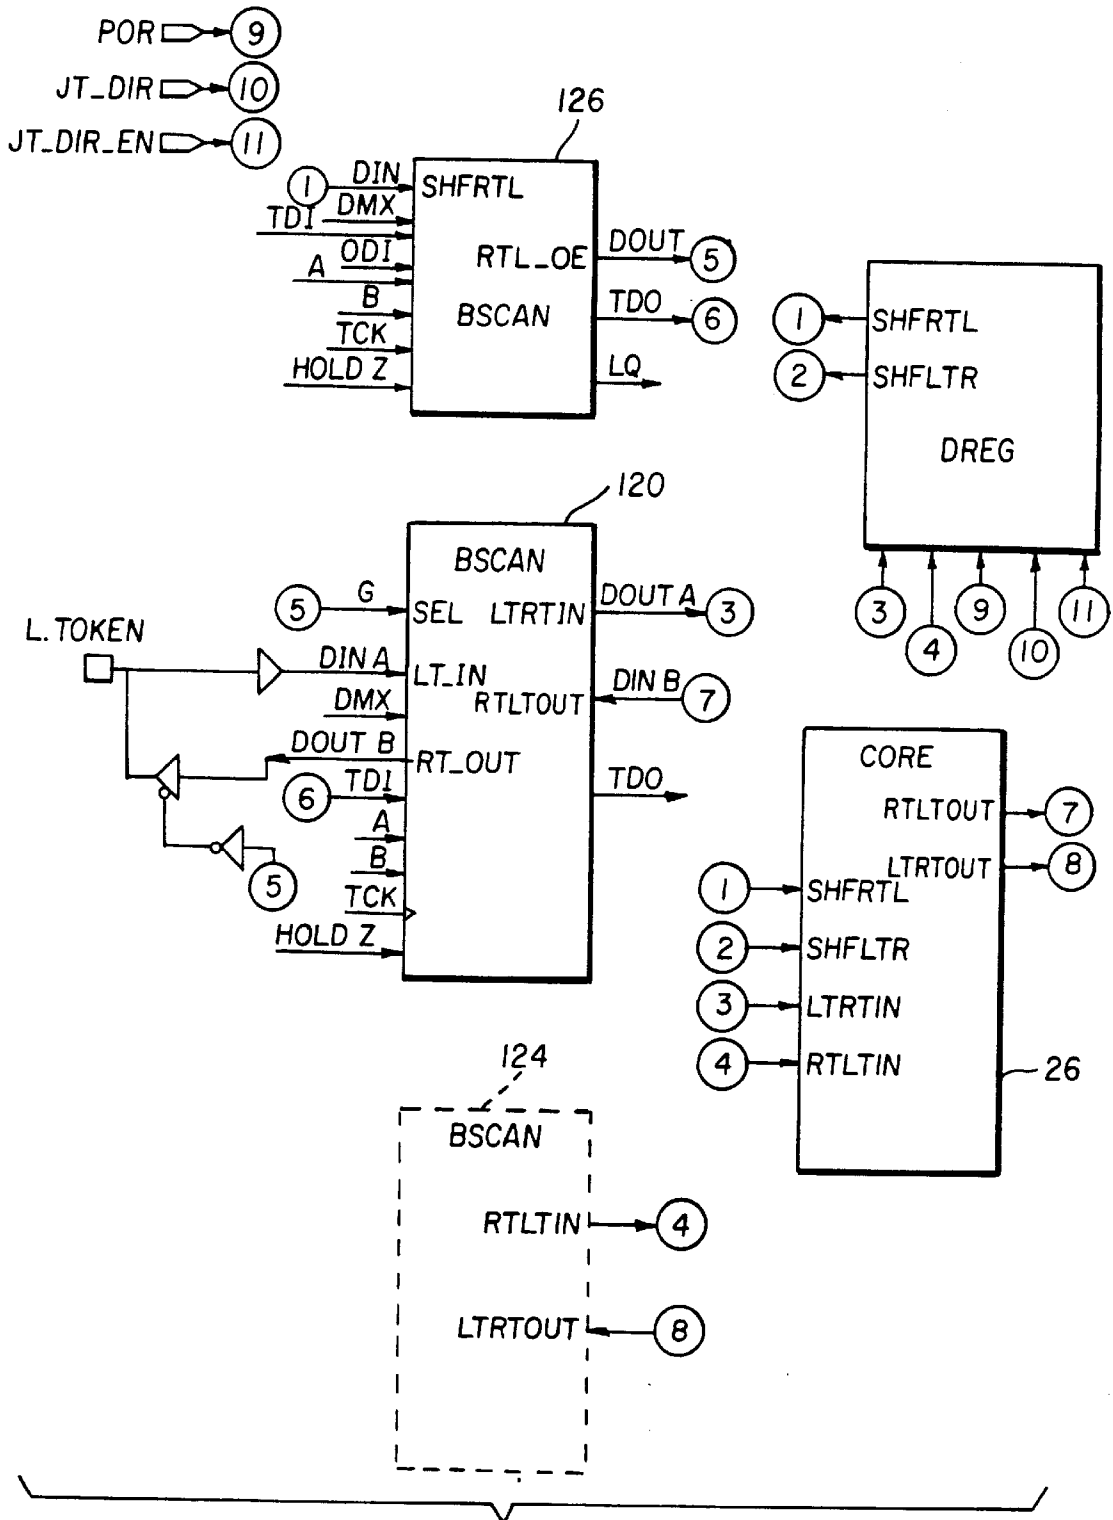 POR 9
JT_DIR 10
JT_DIR_EN 11
126
1 DIN SHFRTL
DMX
TDI
ODI
A
B
TCK
HOLD Z
RTL_OE DOUT 5
BSCAN TDO 6
LQ
1 SHFRTL
2 SHFLTR
DREG
3 4 9 10 11
120
BSCAN
5 G SEL LTRTIN DOUT A 3
L. TOKEN
DIN A LT_IN
RTLTOUT DIN B 7
DMX
DOUT B RT_OUT
6 TDI
TDO
A
B
5
TCK
HOLD Z
CORE
RTLTOUT 7
LTRTOUT 8
1 SHFRTL
2 SHFLTR
3 LTRTIN
4 RTLTIN
26
124
BSCAN
RTLTIN 4
LTRTOUT 8